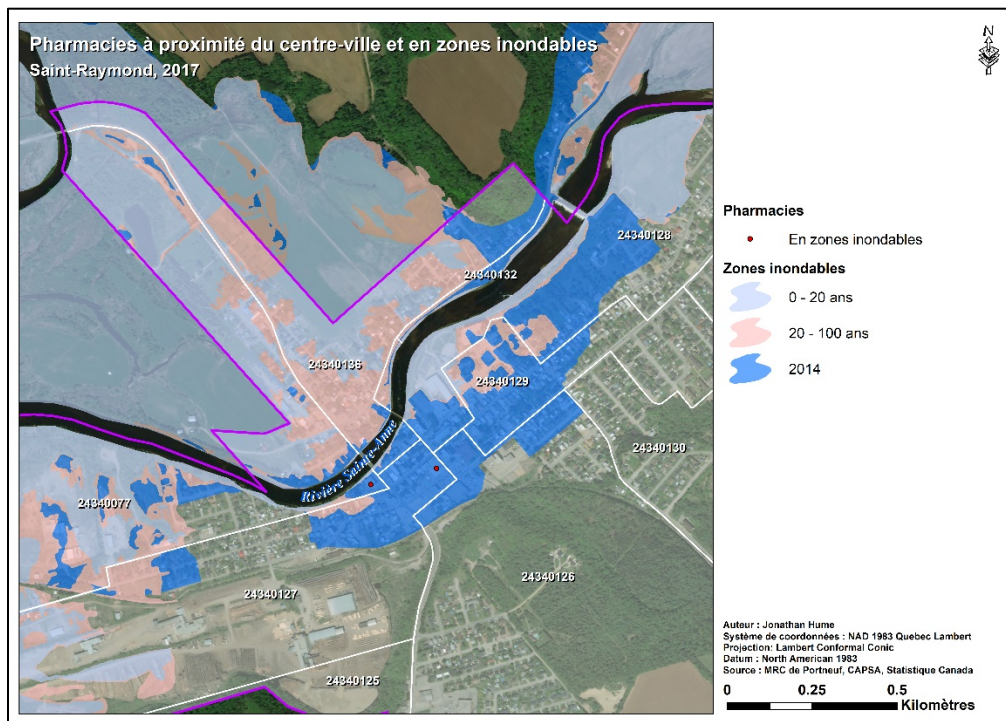 Pharmacies à proximité du centre-ville et en zones inondables
Saint-Raymond, 2017
N
24340128
24340132
24340136
24340129
24340130
Rivière Sainte-Anne
24340077
24340126
24340127
24340125
Pharmacies
En zones inondables
Zones inondables
0 - 20 ans
20 - 100 ans
2014
Auteur : Jonathan Hume
Système de coordonnées : NAD 1983 Quebec Lambert
Projection: Lambert Conformal Conic
Datum : North American 1983
Source : MRC de Portneuf, CAPSA, Statistique Canada
0 0.25 0.5
Kilomètres